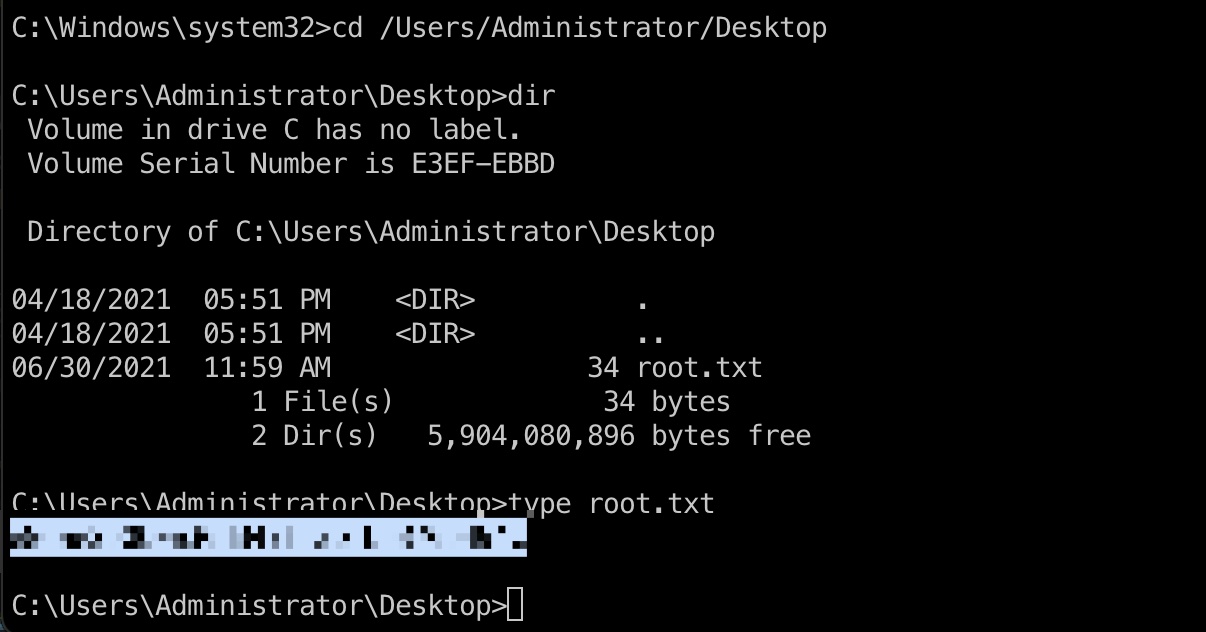 C:\Windows\system32>cd /Users/Administrator/Desktop
C:\Users\Administrator\Desktop>dir
Volume in drive C has no label.
Volume Serial Number is E3EF-EBBD
Directory of C:\Users\Administrator\Desktop
04/18/2021 05:51 PM <DIR> .
04/18/2021 05:51 PM <DIR> ..
06/30/2021 11:59 AM 34 root.txt
1 File(s) 34 bytes
2 Dir(s) 5,904,080,896 bytes free
C:\Users\Administrator\Desktop>type root.txt
C:\Users\Administrator\Desktop>